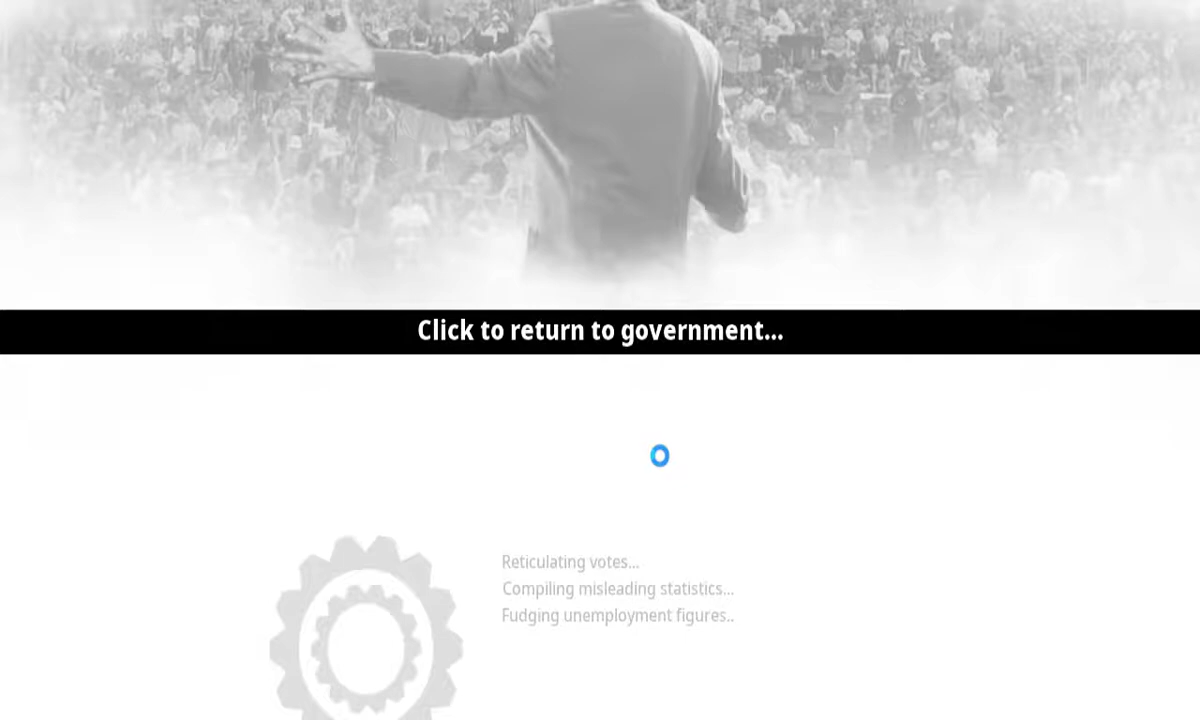 Click to return to government...
Reticulating votes...
Compiling misleading statistics...
Fudging unemployment figures..